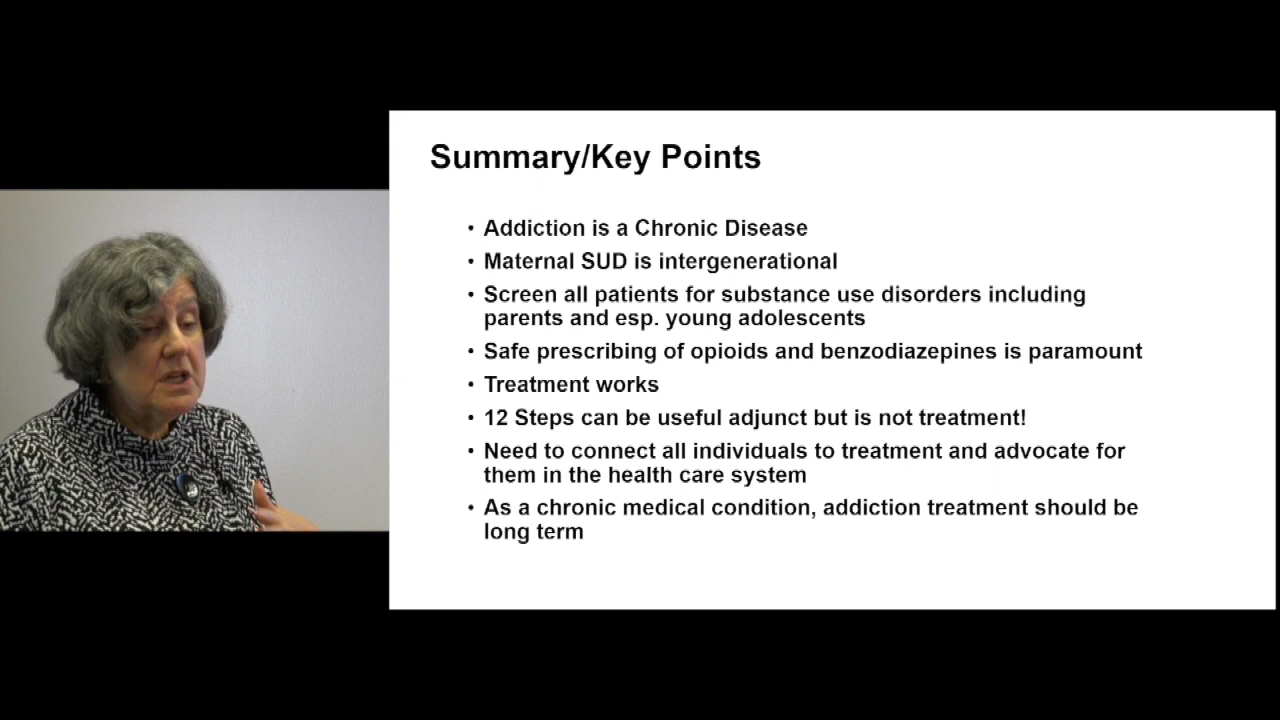 Summary/Key Points
• Addiction is a Chronic Disease
• Maternal SUD is intergenerational
• Screen all patients for substance use disorders including
parents and esp. young adolescents
• Safe prescribing of opioids and benzodiazepines is paramount
• Treatment works
• 12 Steps can be useful adjunct but is not treatment!
• Need to connect all individuals to treatment and advocate for
them in the health care system
• As a chronic medical condition, addiction treatment should be
long term